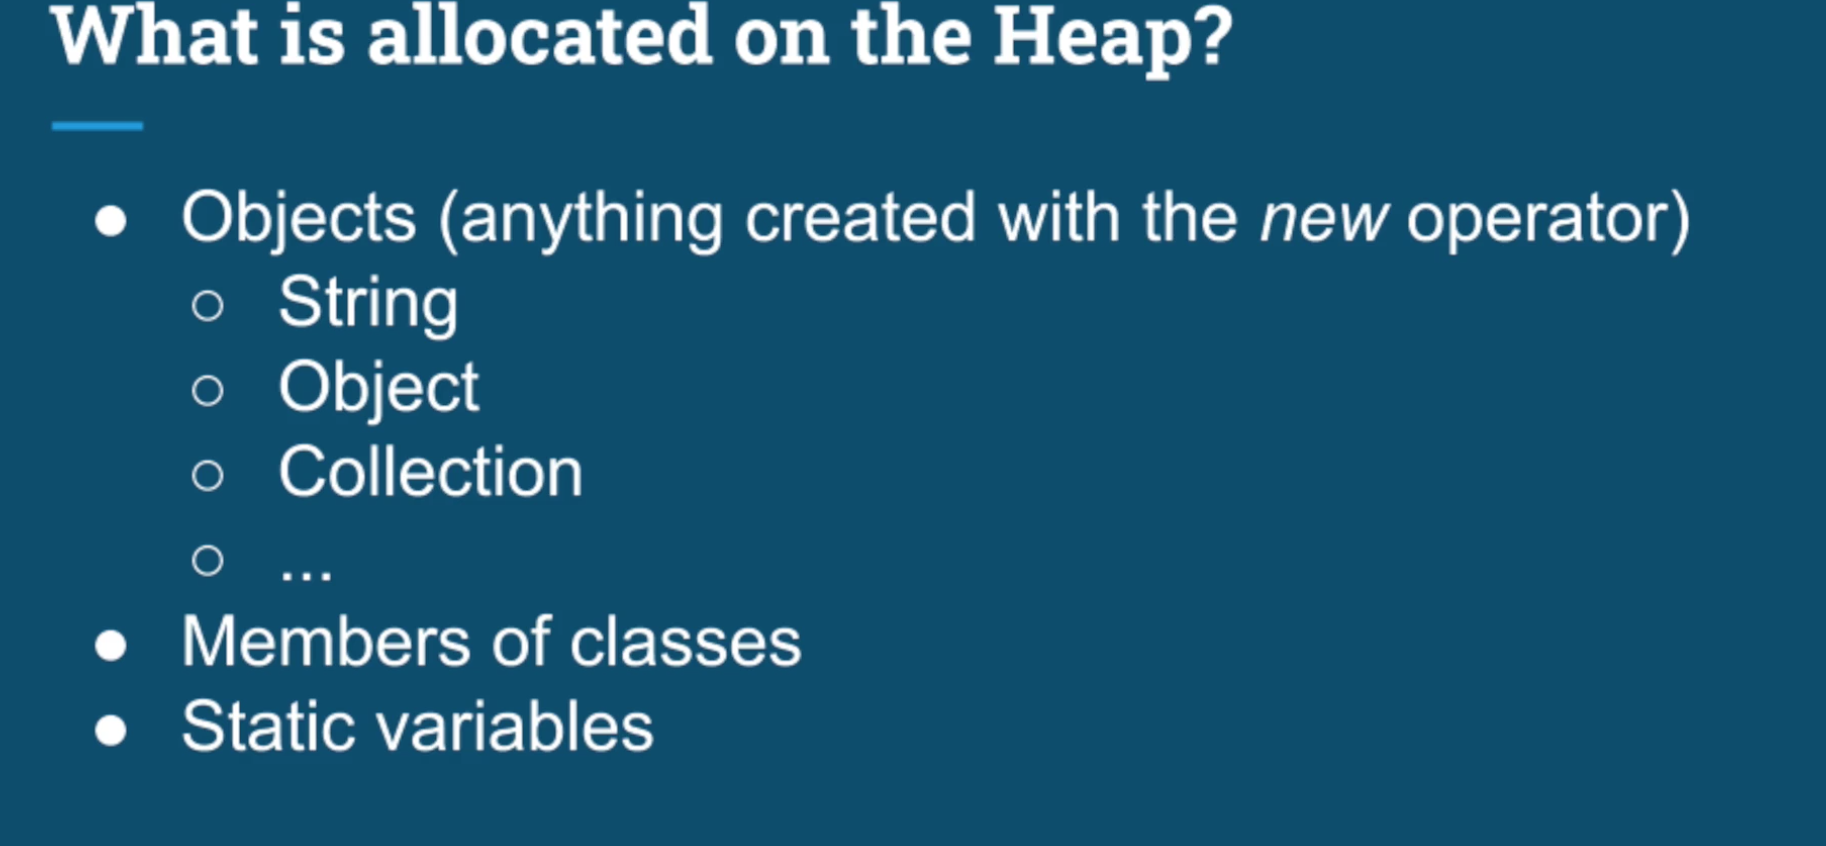 What is allocated on the Heap?
● Objects (anything created with the new operator)
○ String
○ Object
○ Collection
○ ...
● Members of classes
● Static variables